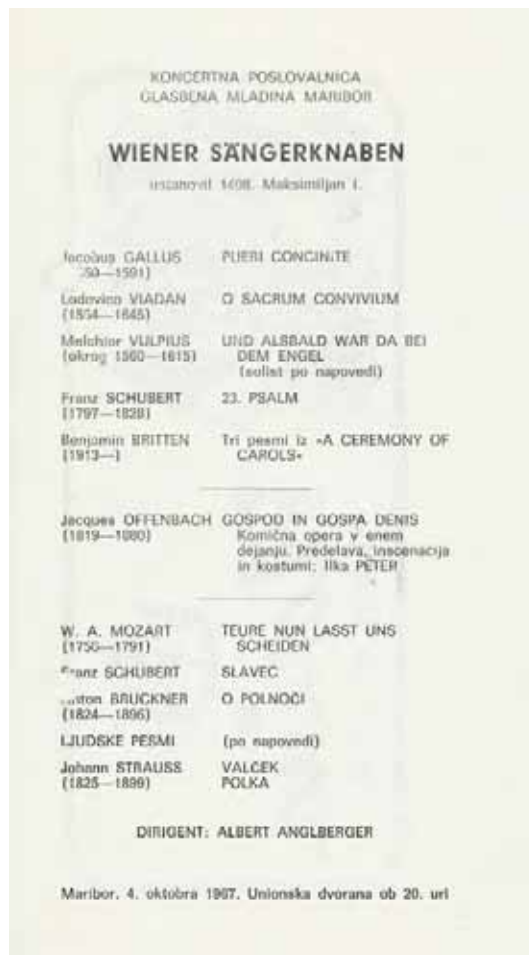 KONCERTNA POSLOVALNICA
GLASBENA MLADINA MARIBOR
WIENER SÄNGERKNABEN
ustanovil 1498. Maksimiljan I.
Jacobus GALLUS PUERI CONCINITE
50—1591)
Lodovico VIADAN O SACRUM CONVIVIUM
(1564—1645)
Melchior VULPIUS UND ALSBALD WAR DA BEI
(okrog 1560—1615) DEM ENGEL
(solist po napovedi)
Franz SCHUBERT 23. PSALM
(1797—1828)
Benjamin BRITTEN Tri pesmi iz »A CEREMONY OF
(1913—) CAROLS«
Jacques OFFENBACH GOSPOD IN GOSPA DENIS
(1819—1880) Komična opera v enem
dejanju. Predelava, inscenacija
in kostumi: Ilka PETER
W. A. MOZART TEURE NUN LASST UNS
(1756—1791) SCHEIDEN
Franz SCHUBERT SLAVEC
Anton BRUCKNER O POLNOČI
(1824—1896)
LJUDSKE PESMI (po napovedi)
Johann STRAUSS VALČEK
(1825—1899) POLKA
DIRIGENT: ALBERT ANGLBERGER
Maribor, 4. oktobra 1967. Unionska dvorana ob 20. uri